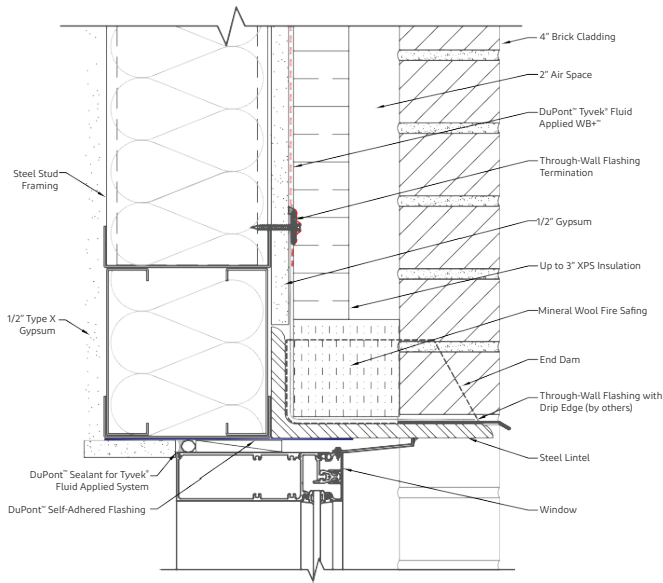 4" Brick Cladding
2" Air Space
DuPont™ Tyvek® Fluid
Applied WB+™
Through-Wall Flashing
Termination
1/2" Gypsum
Up to 3" XPS Insulation
Mineral Wool Fire Safing
End Dam
Through-Wall Flashing with
Drip Edge (by others)
Steel Lintel
Window
Steel Stud
Framing
1/2" Type X
Gypsum
DuPont™ Sealant for Tyvek®
Fluid Applied System
DuPont™ Self-Adhered Flashing